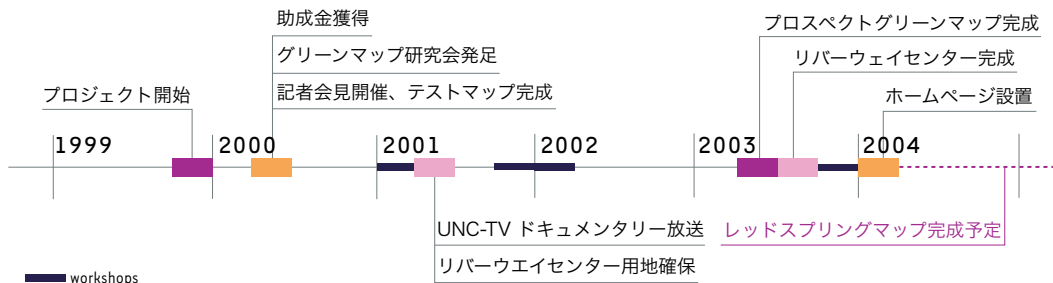 助成金獲得
グリーンマップ研究会発足
記者会見開催、テストマップ完成
プロジェクト開始
プロスペクトグリーンマップ完成
リバーウェイセンター完成
ホームページ設置
1999
2000
2001
2002
2003
2004
UNC-TV ドキュメンタリー放送
リバーウエイセンター用地確保
レッドスプリングマップ完成予定
workshops